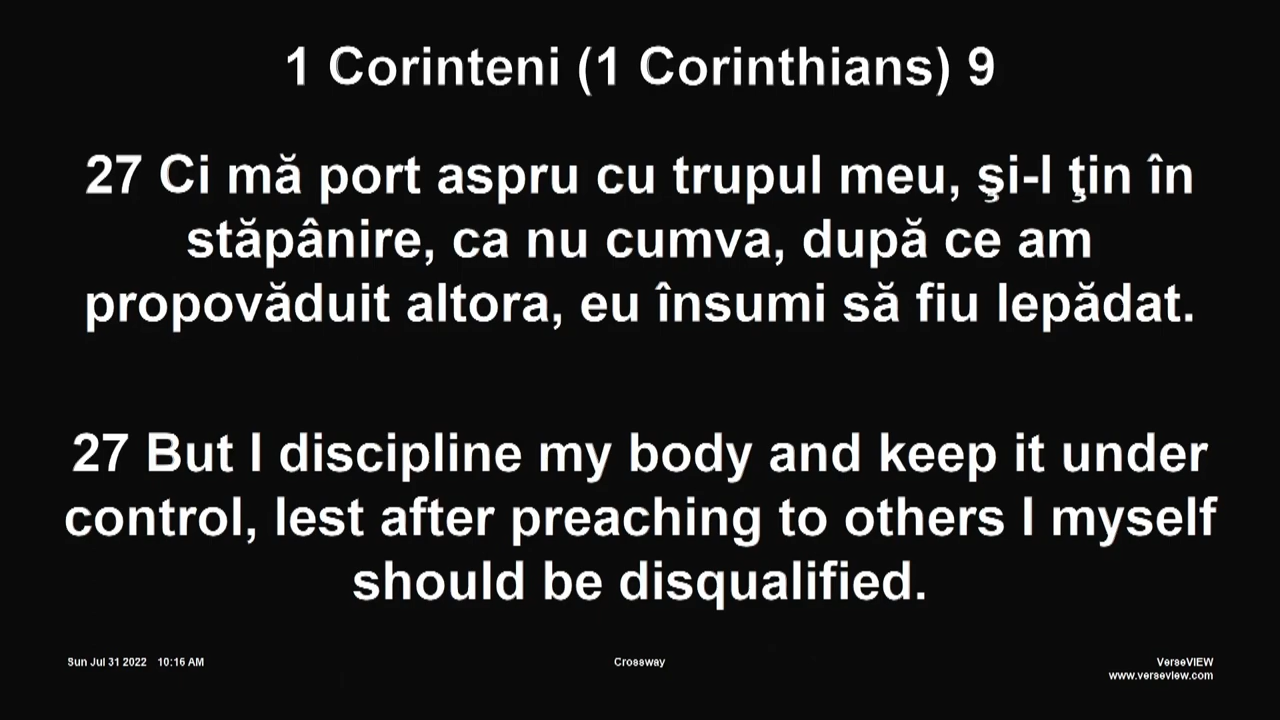 1 Corinteni (1 Corinthians) 9
27 Ci mă port aspru cu trupul meu, şi-l ţin în
stăpânire, ca nu cumva, după ce am
propovăduit altora, eu însumi să fiu lepădat.
27 But I discipline my body and keep it under
control, lest after preaching to others I myself
should be disqualified.
Sun Jul 31 2022 10:16 AM
Crossway
VerseVIEW
www.verseview.com